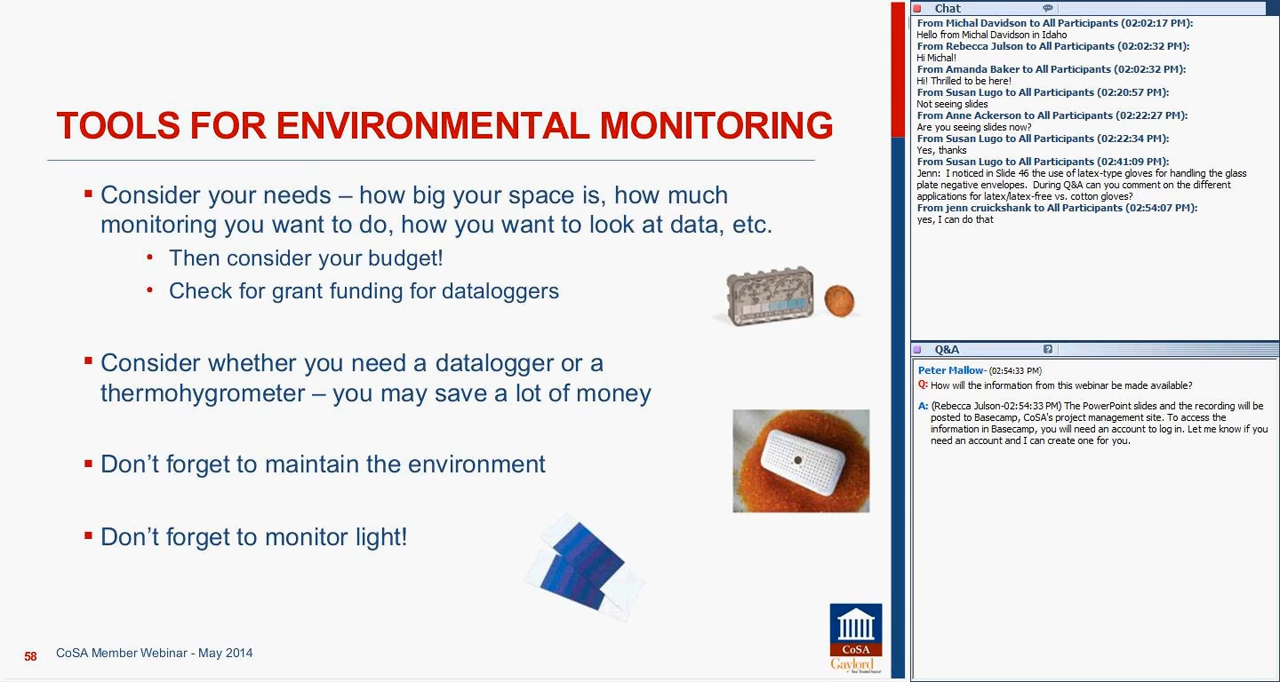 TOOLS FOR ENVIRONMENTAL MONITORING
Consider your needs – how big your space is, how much
monitoring you want to do, how you want to look at data, etc.
Then consider your budget!
Check for grant funding for dataloggers
Consider whether you need a datalogger or a
thermohygrometer – you may save a lot of money
Don’t forget to maintain the environment
Don’t forget to monitor light!
58
CoSA Member Webinar - May 2014
CoSA
Gaylord
Chat
From Michal Davidson to All Participants (02:02:17 PM):
Hello from Michal Davidson in Idaho
From Rebecca Julson to All Participants (02:02:32 PM):
Hi Michal!
From Amanda Baker to All Participants (02:02:32 PM):
Hi! Thrilled to be here!
From Susan Lugo to All Participants (02:20:57 PM):
Not seeing slides
From Anne Ackerson to All Participants (02:22:27 PM):
Are you seeing slides now?
From Susan Lugo to All Participants (02:22:34 PM):
Yes, thanks
From Susan Lugo to All Participants (02:41:09 PM):
Jenn: I noticed in Slide 46 the use of latex-type gloves for handling the glass
plate negative envelopes. During Q&A can you comment on the different
applications for latex/latex-free vs. cotton gloves?
From jenn cruickshank to All Participants (02:54:07 PM):
yes, I can do that
Q&A
Peter Mallow- (02:54:33 PM)
Q: How will the information from this webinar be made available?
A: (Rebecca Julson-02:54:33 PM) The PowerPoint slides and the recording will be
posted to Basecamp, CoSA's project management site. To access the
information in Basecamp, you will need an account to log in. Let me know if you
need an account and I can create one for you.